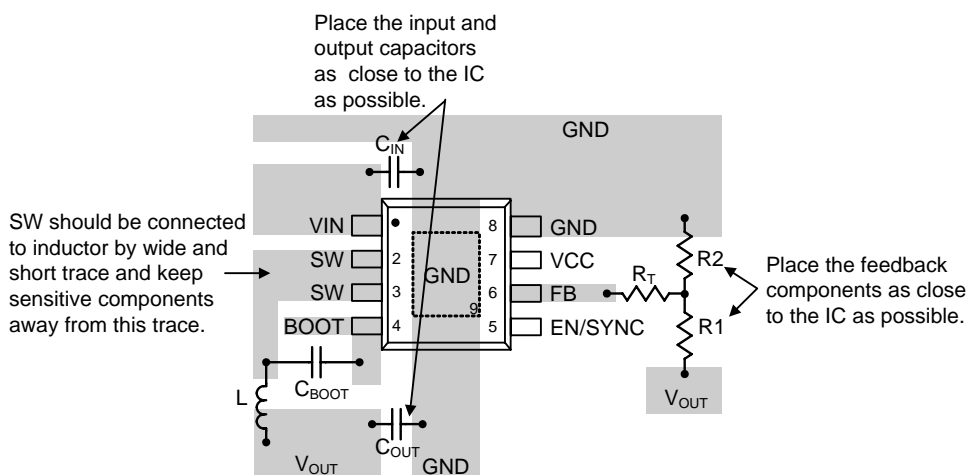 Place the input and
output capacitors
as close to the IC
as possible.
GND
CIN
SW should be connected
to inductor by wide and
short trace and keep
sensitive components
away from this trace.
VIN
8
GND
SW
2
GND
7
VCC
SW
3
6
FB
9
BOOT
4
5
EN/SYNC
RT
R2
R1
Place the feedback
components as close
to the IC as possible.
L
CBOOT
VOUT
COUT
VOUT
GND